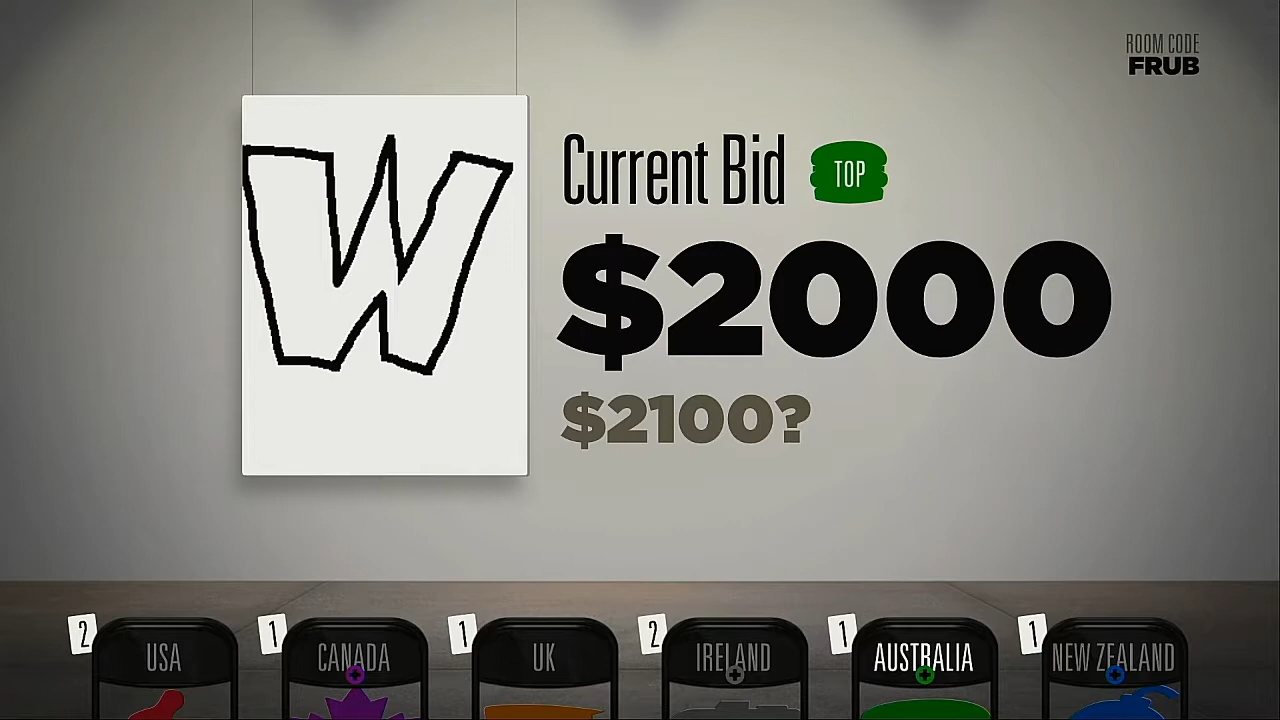 ROOM CODE
FRUB
W
Current Bid TOP
$2000
$2100?
2 USA 1 CANADA 1 UK 2 IRELAND 1 AUSTRALIA 1 NEW ZEALAND